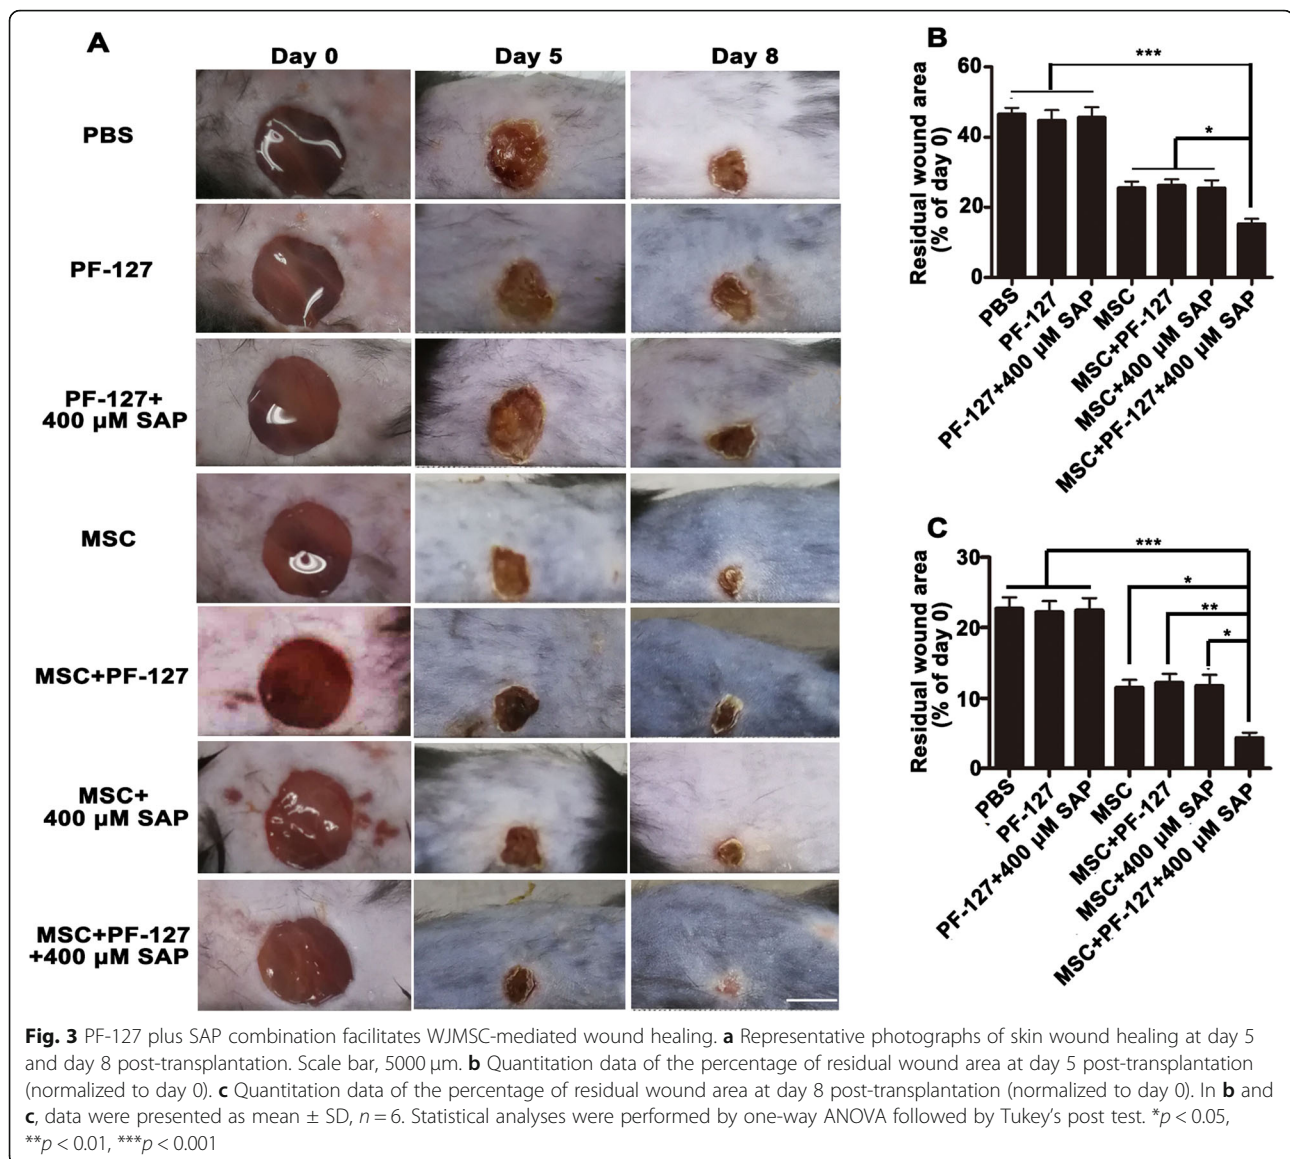 A
Day 0
Day 5
Day 8
PBS
PF-127
PF-127+
400 µM SAP
MSC
MSC+PF-127
MSC+
400 µM SAP
MSC+PF-127
+400 µM SAP
B
Residual wound area
(% of day 0)
60
40
20
0
***
*
PBS
PF-127
PF-127+400 µM SAP
MSC
MSC+PF-127
MSC+400 µM SAP
MSC+PF-127+400 µM SAP
C
Residual wound area
(% of day 0)
30
20
10
0
***
*
**
*
PBS
PF-127
PF-127+400 µM SAP
MSC
MSC+PF-127
MSC+400 µM SAP
MSC+PF-127+400 µM SAP
Fig. 3 PF-127 plus SAP combination facilitates WJMSC-mediated wound healing. a Representative photographs of skin wound healing at day 5
and day 8 post-transplantation. Scale bar, 5000 µm. b Quantitation data of the percentage of residual wound area at day 5 post-transplantation
(normalized to day 0). c Quantitation data of the percentage of residual wound area at day 8 post-transplantation (normalized to day 0). In b and
c, data were presented as mean ± SD, n = 6. Statistical analyses were performed by one-way ANOVA followed by Tukey's post test. *p < 0.05,
**p < 0.01, ***p < 0.001